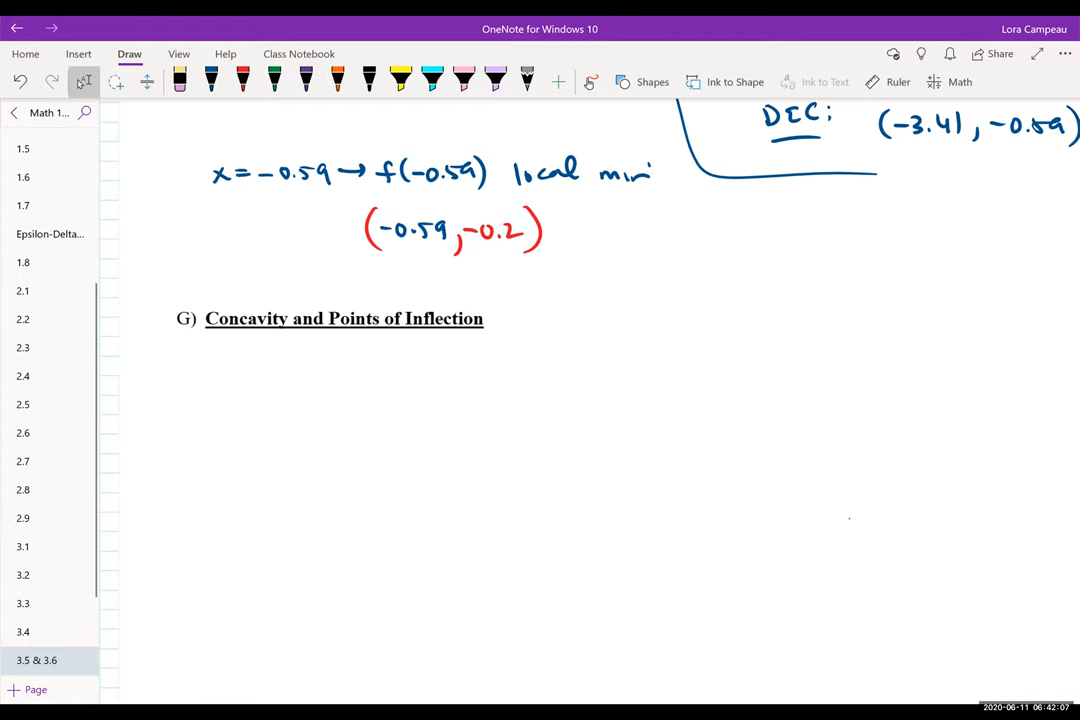 OneNote for Windows 10
Lora Campeau
Home Insert Draw View Help Class Notebook
Share
Shapes Ink to Shape Ink to Text Ruler Math
Math 1...
1.5
1.6
1.7
Epsilon-Delta...
1.8
2.1
2.2
2.3
2.4
2.5
2.6
2.7
2.8
2.9
3.1
3.2
3.3
3.4
3.5 & 3.6
+ Page
DEC: (-3.41, -0.59)
x = -0.59 → f(-0.59) local min
(-0.59, -0.2)
G) Concavity and Points of Inflection
2020-06-11 06:42:07